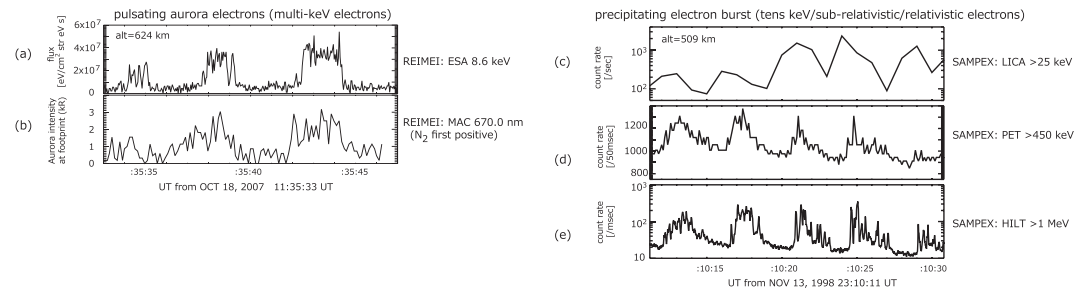 pulsating aurora electrons (multi-keV electrons)
(a)
flux
[eV/cm² str eV s]
6x10⁷
4x10⁷
2x10⁷
0
alt=624 km
REIMEI: ESA 8.6 keV
(b)
Aurora intensity
at footprint (kR)
3
2
1
0
REIMEI: MAC 670.0 nm
(N₂ first positive)
:35:35
:35:40
:35:45
UT from OCT 18, 2007 11:35:33 UT
precipitating electron burst (tens keV/sub-relativistic/relativistic electrons)
(c)
count rate
[/sec]
10³
10²
alt=509 km
SAMPEX: LICA >25 keV
(d)
count rate
[/50msec]
1200
1000
800
SAMPEX: PET >450 keV
(e)
count rate
[/msec]
10³
10²
10
SAMPEX: HILT >1 MeV
:10:15
:10:20
:10:25
:10:30
UT from NOV 13, 1998 23:10:11 UT